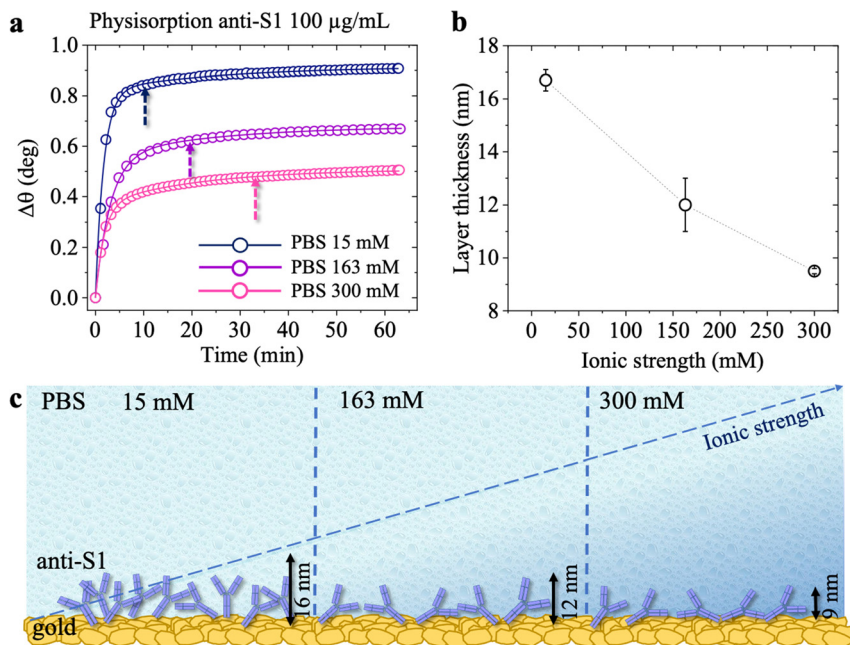 a
Physisorption anti-S1 100 µg/mL
1.0
0.8
0.6
0.4
0.2
0.0
Δθ (deg)
PBS 15 mM
PBS 163 mM
PBS 300 mM
0 10 20 30 40 50 60
Time (min)
b
18
16
14
12
10
8
Layer thickness (nm)
0 50 100 150 200 250 300
Ionic strength (mM)
c
PBS 15 mM 163 mM 300 mM
Ionic strength
anti-S1
gold
16 nm
12 nm
9 nm